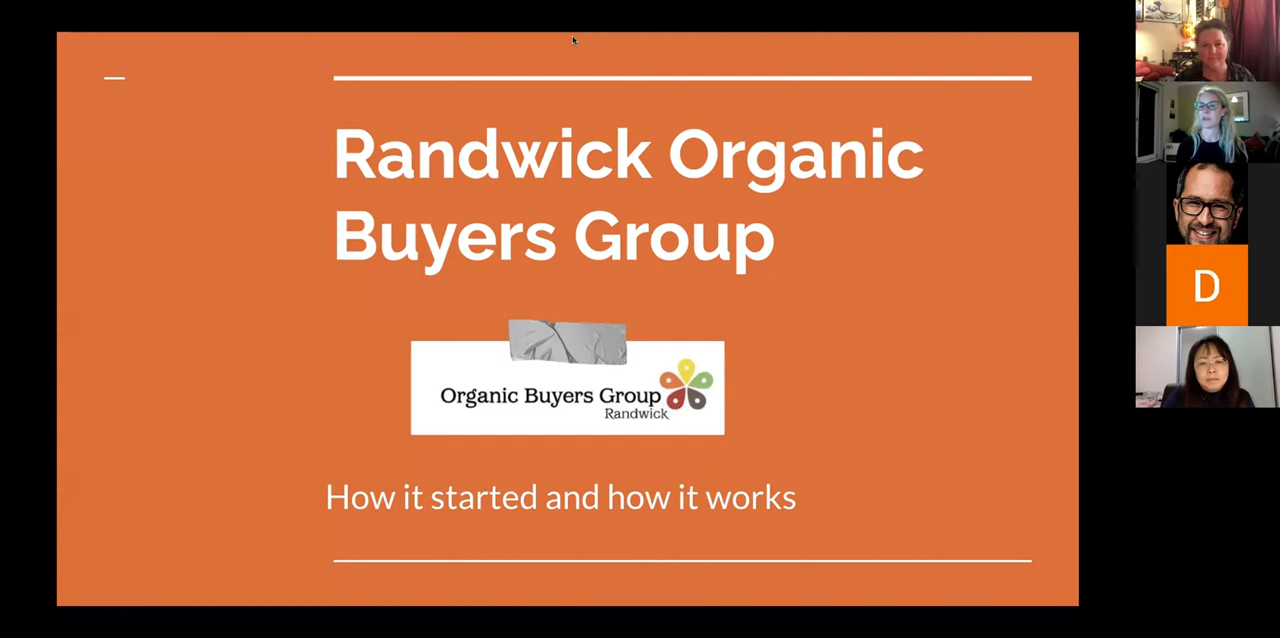 Randwick Organic
Buyers Group
Organic Buyers Group
Randwick
How it started and how it works
D